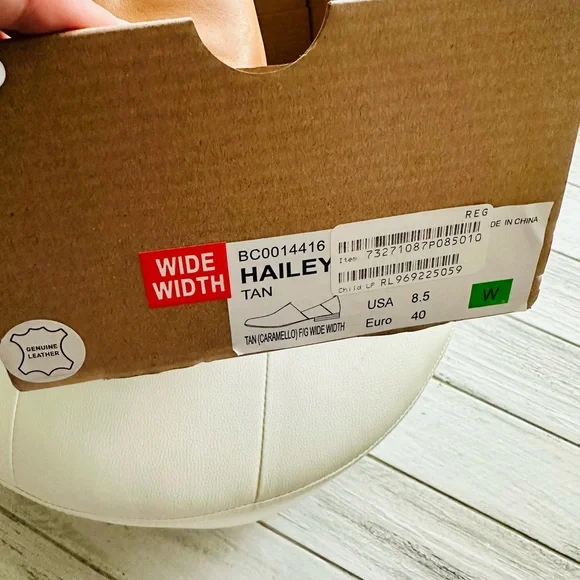 REG
DE IN CHINA
Item: 73271087P085010
Child LP RL969225059
WIDE
WIDTH
BC0014416
HAILEY
TAN
USA 8.5
Euro 40
W
TAN (CARAMELLO) F/G WIDE WIDTH
GENUINE
LEATHER